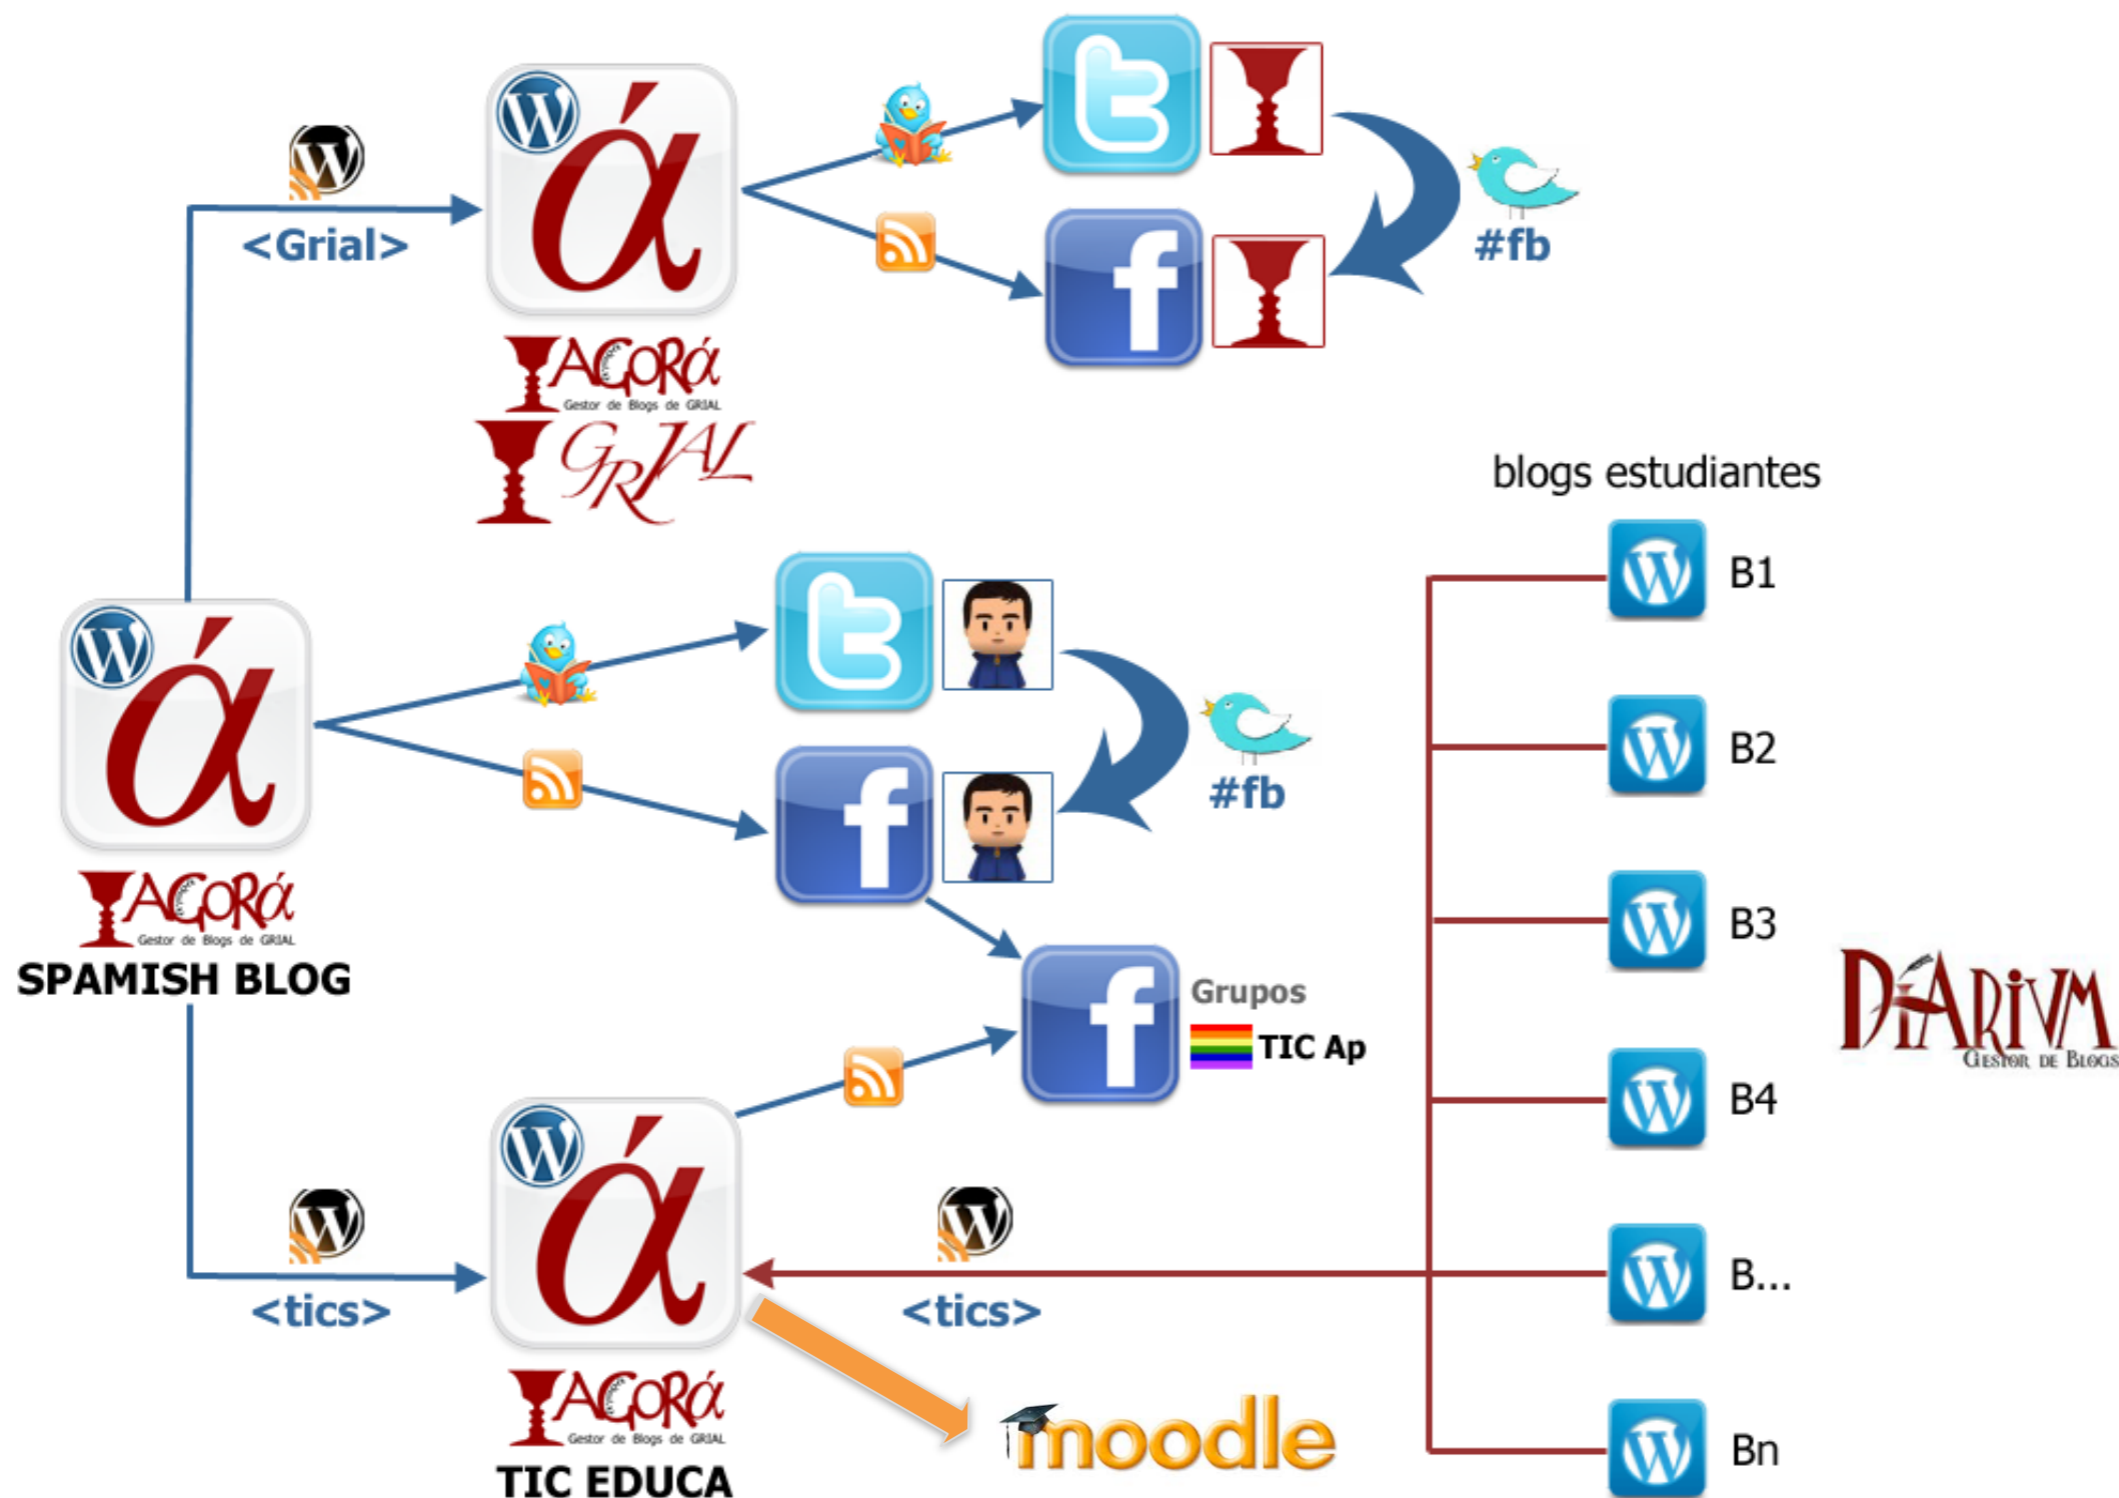 <Grial>
AGORá
Gestor de Blogs de GRIAL
GRIAL
#fb
blogs estudiantes
B1
B2
B3
B4
B...
Bn
DiARiVM
GESTOR DE BLOGS
#fb
AGORá
Gestor de Blogs de GRIAL
SPAMISH BLOG
Grupos
TIC Ap
<tics>
<tics>
AGORá
Gestor de Blogs de GRIAL
TIC EDUCA
moodle